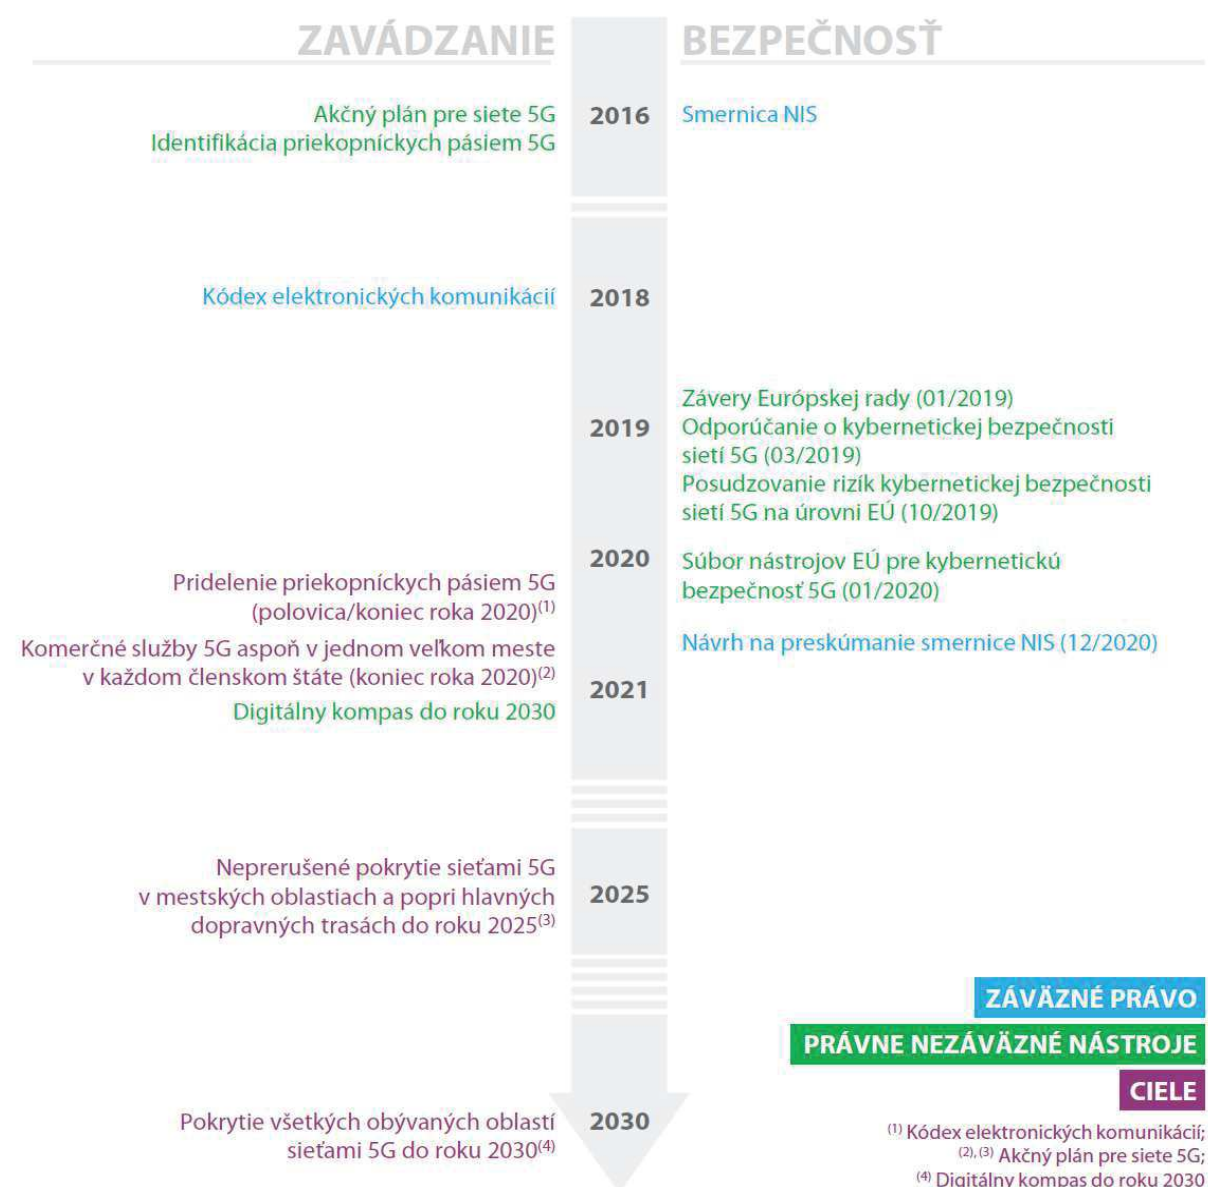 ZAVÁDZANIE
BEZPEČNOSŤ
Akčný plán pre siete 5G
Identifikácia priekopníckych pásiem 5G
2016
Smernica NIS
Kódex elektronických komunikácií
2018
2019
Závery Európskej rady (01/2019)
Odporúčanie o kybernetickej bezpečnosti
sietí 5G (03/2019)
Posudzovanie rizík kybernetickej bezpečnosti
sietí 5G na úrovni EÚ (10/2019)
2020
Súbor nástrojov EÚ pre kybernetickú
bezpečnosť 5G (01/2020)
Pridelenie priekopníckych pásiem 5G
(polovica/koniec roka 2020)(1)
Návrh na preskúmanie smernice NIS (12/2020)
Komerčné služby 5G aspoň v jednom veľkom meste
v každom členskom štáte (koniec roka 2020)(2)
2021
Digitálny kompas do roku 2030
Neprerušené pokrytie sieťami 5G
v mestských oblastiach a popri hlavných
dopravných trasách do roku 2025(3)
2025
ZÁVÄZNÉ PRÁVO
PRÁVNE NEZÁVÄZNÉ NÁSTROJE
CIELE
Pokrytie všetkých obývaných oblastí
sieťami 5G do roku 2030(4)
2030
(1) Kódex elektronických komunikácií;
(2), (3) Akčný plán pre siete 5G;
(4) Digitálny kompas do roku 2030